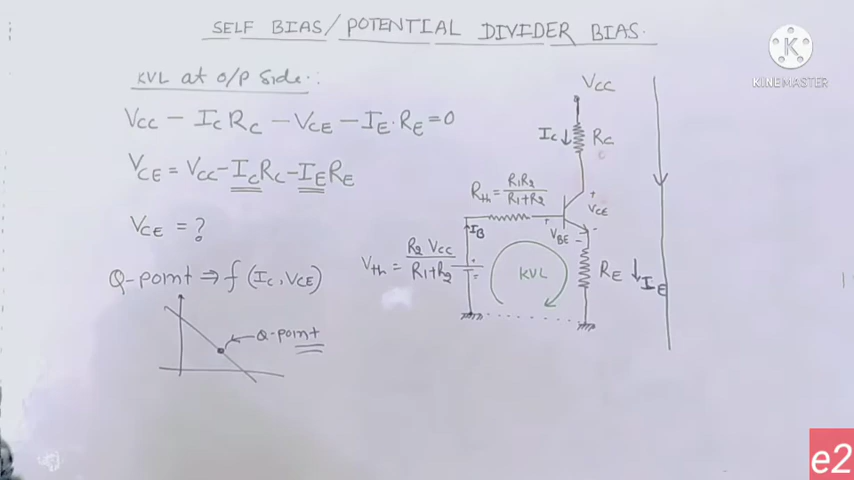 SELF BIAS/POTENTIAL DIVIDER BIAS.
KVL at O/P Side:
VCC - ICRC - VCE - IE.RE=0
VCE = VCC-ICRC-IERE
VCE = ?
Q-point ⇒ f(IC,VCE)
Q-point
VCC
IC↓ RC
Rth = R1R2/R1+R2
+
VCE
-
IB
+
VBE -
Vth = R2 VCC/R1+R2
+
-
KVL
RE ↓IE
K
KINEMASTER
e2